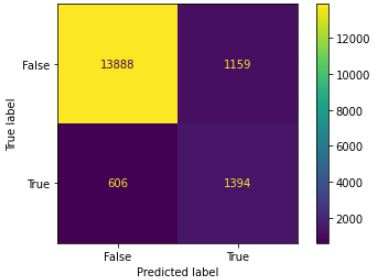 False 13888 1159 12000
10000
8000
True label
6000
True 606 1394 4000
2000
False True
Predicted label